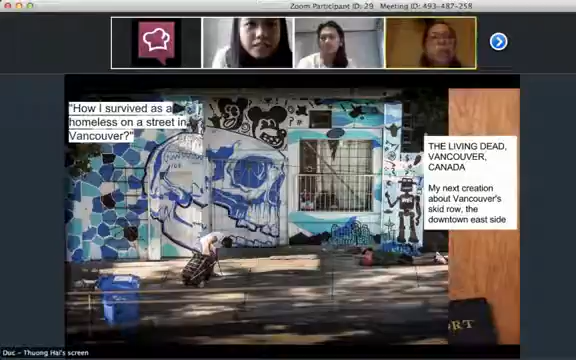 Zoom Participant ID: 29 Meeting ID: 493-487-258
"How I survived as a
homeless on a street in
Vancouver?"
THE LIVING DEAD,
VANCOUVER,
CANADA
My next creation
about Vancouver's
skid row, the
downtown east side
RT
Duc - Thuong Hai's screen